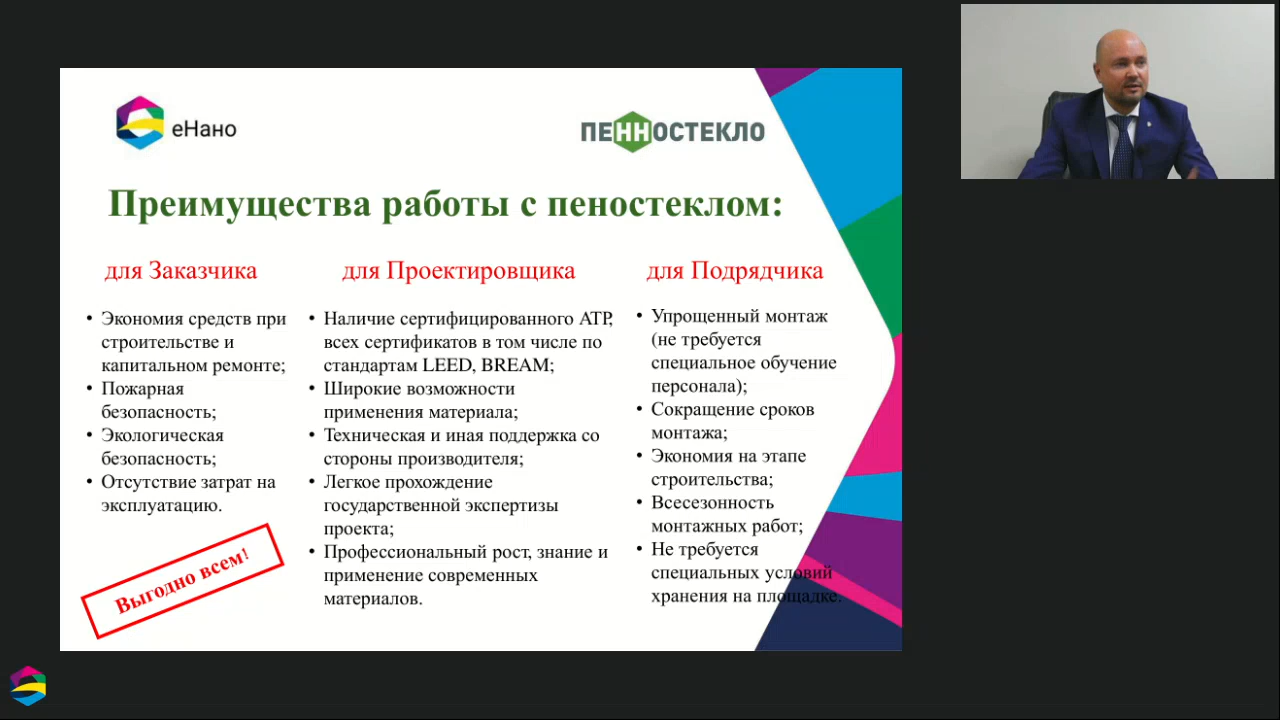 еНано
ПЕННОСТЕКЛО
Преимущества работы с пеностеклом:
для Заказчика
• Экономия средств при
строительстве и
капитальном ремонте;
• Пожарная
безопасность;
• Экологическая
безопасность;
• Отсутствие затрат на
эксплуатацию.
Выгодно всем!
для Проектировщика
• Наличие сертифицированного АТР,
всех сертификатов в том числе по
стандартам LEED, BREAM;
• Широкие возможности
применения материала;
• Техническая и иная поддержка со
стороны производителя;
• Легкое прохождение
государственной экспертизы
проекта;
• Профессиональный рост, знание и
применение современных
материалов.
для Подрядчика
• Упрощенный монтаж
(не требуется
специальное обучение
персонала);
• Сокращение сроков
монтажа;
• Экономия на этапе
строительства;
• Всесезонность
монтажных работ;
• Не требуется
специальных условий
хранения на площадке.